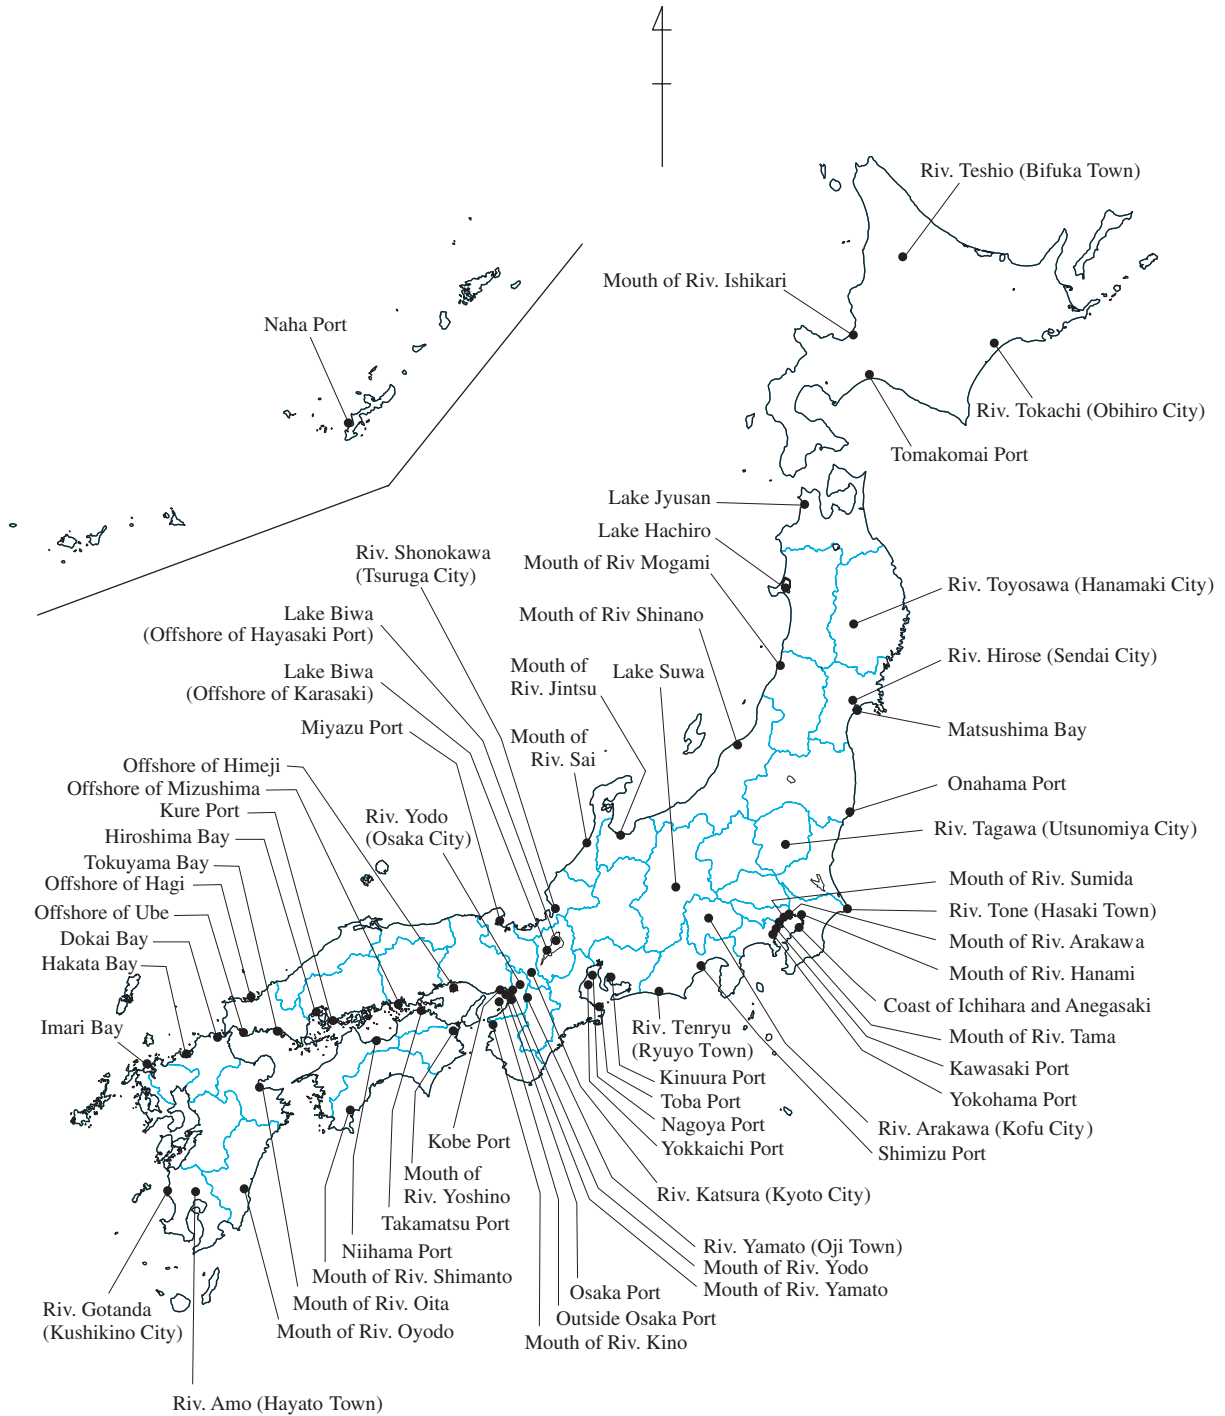 Riv. Teshio (Bifuka Town)
Mouth of Riv. Ishikari
Naha Port
Riv. Tokachi (Obihiro City)
Tomakomai Port
Lake Jyusan
Lake Hachiro
Riv. Shonokawa
(Tsuruga City)
Mouth of Riv Mogami
Riv. Toyosawa (Hanamaki City)
Lake Biwa
(Offshore of Hayasaki Port)
Mouth of Riv Shinano
Riv. Hirose (Sendai City)
Lake Biwa
(Offshore of Karasaki)
Mouth of
Riv. Jintsu
Lake Suwa
Miyazu Port
Matsushima Bay
Mouth of
Riv. Sai
Offshore of Himeji
Offshore of Mizushima
Onahama Port
Kure Port
Riv. Yodo
(Osaka City)
Riv. Tagawa (Utsunomiya City)
Hiroshima Bay
Tokuyama Bay
Offshore of Hagi
Mouth of Riv. Sumida
Offshore of Ube
Riv. Tone (Hasaki Town)
Dokai Bay
Mouth of Riv. Arakawa
Hakata Bay
Mouth of Riv. Hanami
Coast of Ichihara and Anegasaki
Imari Bay
Riv. Tenryu
(Ryuyo Town)
Mouth of Riv. Tama
Kawasaki Port
Kinuura Port
Yokohama Port
Toba Port
Nagoya Port
Riv. Arakawa (Kofu City)
Kobe Port
Yokkaichi Port
Shimizu Port
Mouth of
Riv. Yoshino
Riv. Katsura (Kyoto City)
Takamatsu Port
Niihama Port
Riv. Yamato (Oji Town)
Mouth of Riv. Shimanto
Mouth of Riv. Yodo
Osaka Port
Mouth of Riv. Yamato
Mouth of Riv. Oita
Riv. Gotanda
(Kushikino City)
Outside Osaka Port
Mouth of Riv. Oyodo
Mouth of Riv. Kino
Riv. Amo (Hayato Town)